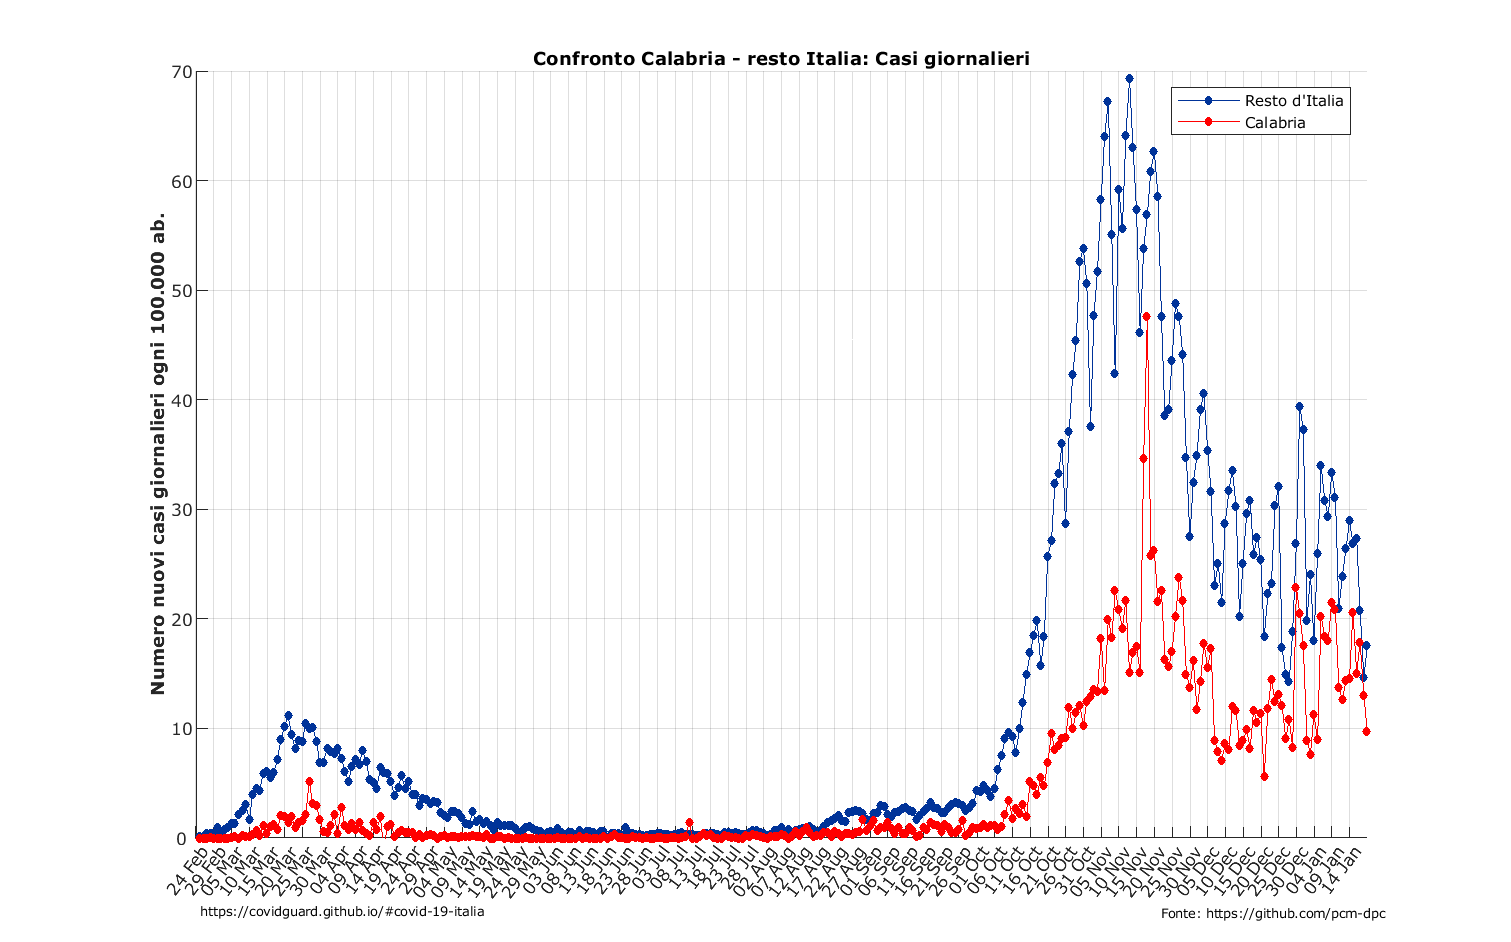 Confronto Calabria - resto Italia: Casi giornalieri
Numero nuovi casi giornalieri ogni 100.000 ab.
70
60
50
40
30
20
10
0
Resto d'Italia
Calabria
24 Feb
29 Feb
05 Mar
10 Mar
15 Mar
20 Mar
25 Mar
30 Mar
04 Apr
09 Apr
14 Apr
19 Apr
24 Apr
29 Apr
04 May
09 May
14 May
19 May
24 May
29 May
03 Jun
08 Jun
13 Jun
18 Jun
23 Jun
28 Jun
03 Jul
08 Jul
13 Jul
18 Jul
23 Jul
28 Jul
02 Aug
07 Aug
12 Aug
17 Aug
22 Aug
27 Aug
01 Sep
06 Sep
11 Sep
16 Sep
21 Sep
26 Sep
01 Oct
06 Oct
11 Oct
16 Oct
21 Oct
26 Oct
31 Oct
05 Nov
10 Nov
15 Nov
20 Nov
25 Nov
30 Nov
05 Dec
10 Dec
15 Dec
20 Dec
25 Dec
30 Dec
04 Jan
09 Jan
14 Jan
https://covidguard.github.io/#covid-19-italia
Fonte: https://github.com/pcm-dpc